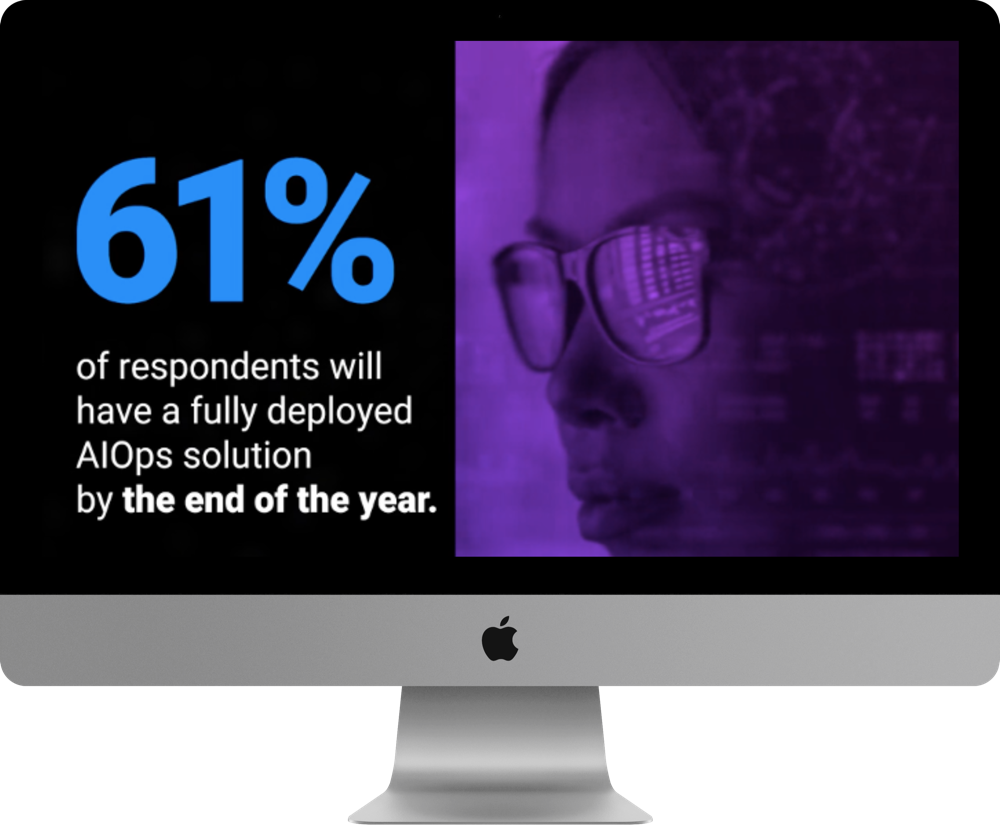 61%
of respondents will
have a fully deployed
AIOps solution
by the end of the year.